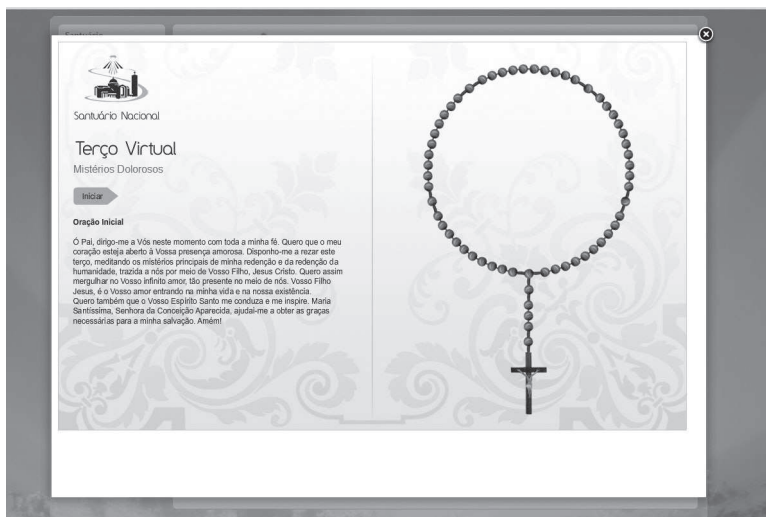 Santuário
Santuário Nacional
Terço Virtual
Mistérios Dolorosos
Iniciar
Oração Inicial
Ó Pai, dirigo-me a Vós neste momento com toda a minha fé. Quero que o meu
coração esteja aberto à Vossa presença amorosa. Disponho-me a rezar este
terço, meditando os mistérios principais de minha redenção e da redenção da
humanidade, trazida a nós por meio de Vosso Filho, Jesus Cristo. Quero assim
mergulhar no Vosso infinito amor, tão presente no meio de nós. Vosso Filho
Jesus, é o Vosso amor entrando na minha vida e na nossa existência.
Quero também que o Vosso Espírito Santo me conduza e me inspire. Maria
Santíssima, Senhora da Conceição Aparecida, ajudai-me a obter as graças
necessárias para a minha salvação. Amém!